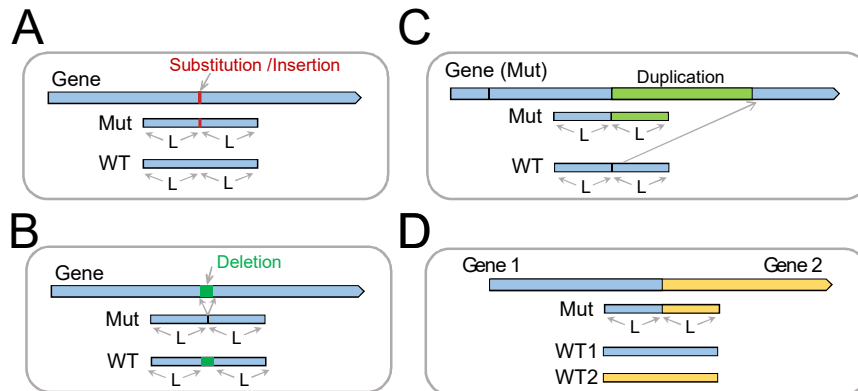 A
Substitution /Insertion
Gene
Mut
L L
WT
L L
B
Gene
Deletion
Mut
L L
WT
L L
C
Gene (Mut)
Duplication
Mut
L L
WT
L L
D
Gene 1 Gene 2
Mut
L L
WT1
WT2